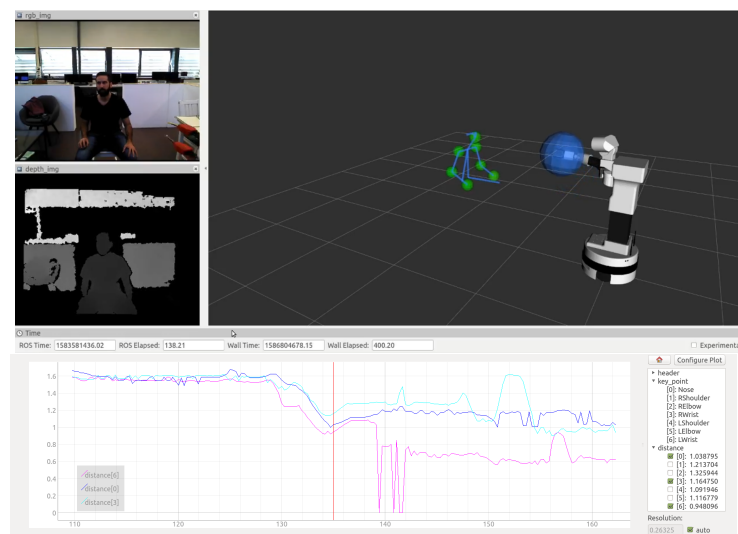 rgb_img
depth_img
Time
ROS Time: 1583581436.02 ROS Elapsed: 138.21 Wall Time: 1586804678.15 Wall Elapsed: 400.20 Experimenta
Configure Plot
1.6
1.4
1.2
1
0.8
0.6
0.4
0.2
0
110 120 130 140 150 160
distance[6]
distance[0]
distance[3]
header
key_point
[0]: Nose
[1]: RShoulder
[2]: RElbow
[3]: RWrist
[4]: LShoulder
[5]: LElbow
[6]: LWrist
distance
[0]: 1.038795
[1]: 1.213704
[2]: 1.325944
[3]: 1.164750
[4]: 1.091946
[5]: 1.116779
[6]: 0.948096
Resolution:
0.26325 auto